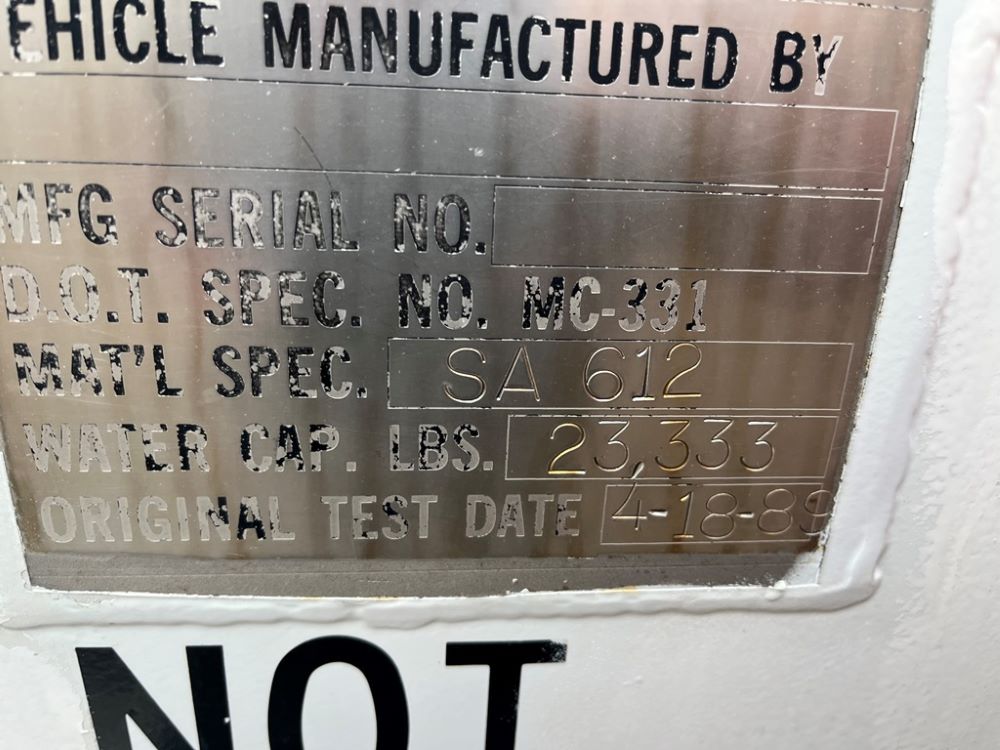 EHICLE MANUFACTURED BY
MFG SERIAL NO.
D.O.T. SPEC. NO. MC-331
MAT'L SPEC. SA 612
WATER CAP. LBS. 23,333
ORIGINAL TEST DATE 4-18-89
NOT